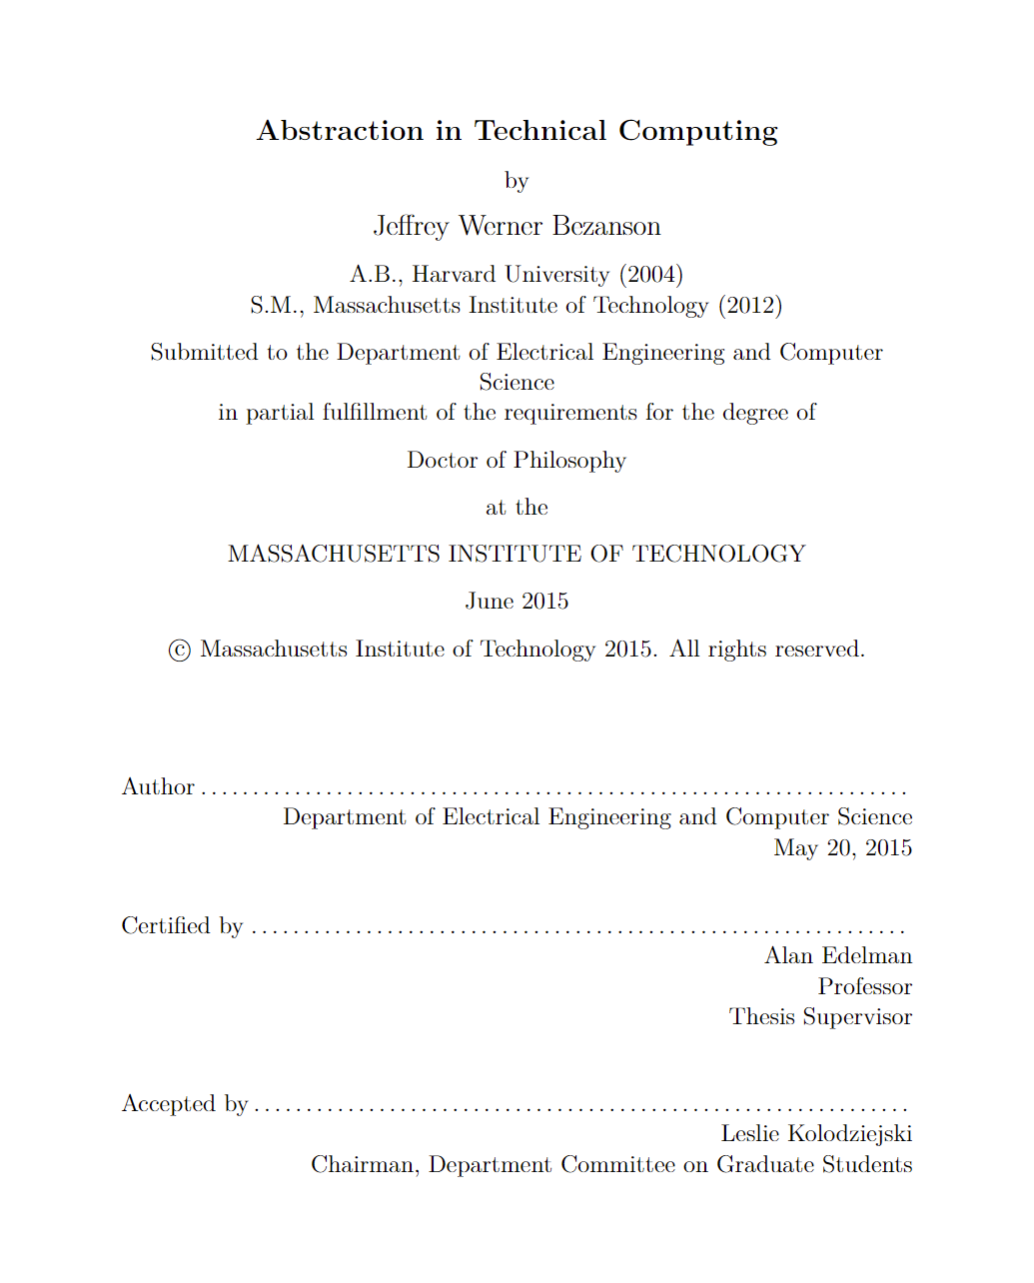 Abstraction in Technical Computing
by
Jeffrey Werner Bezanson
A.B., Harvard University (2004)
S.M., Massachusetts Institute of Technology (2012)
Submitted to the Department of Electrical Engineering and Computer
Science
in partial fulfillment of the requirements for the degree of
Doctor of Philosophy
at the
MASSACHUSETTS INSTITUTE OF TECHNOLOGY
June 2015
© Massachusetts Institute of Technology 2015. All rights reserved.
Author . . . . . . . . . . . . . . . . . . . . . . . . . . . . . . . . . . . . . . . . . . . . . . . . . . . . . . . . . . . . . . . . . . . .
Department of Electrical Engineering and Computer Science
May 20, 2015
Certified by . . . . . . . . . . . . . . . . . . . . . . . . . . . . . . . . . . . . . . . . . . . . . . . . . . . . . . . . . . . . . . .
Alan Edelman
Professor
Thesis Supervisor
Accepted by . . . . . . . . . . . . . . . . . . . . . . . . . . . . . . . . . . . . . . . . . . . . . . . . . . . . . . . . . . . . . . .
Leslie Kolodziejski
Chairman, Department Committee on Graduate Students